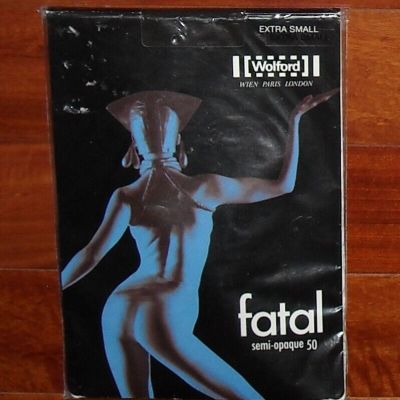 EXTRA SMALL
Wolford
WIEN PARIS LONDON
fatal
semi-opaque 50